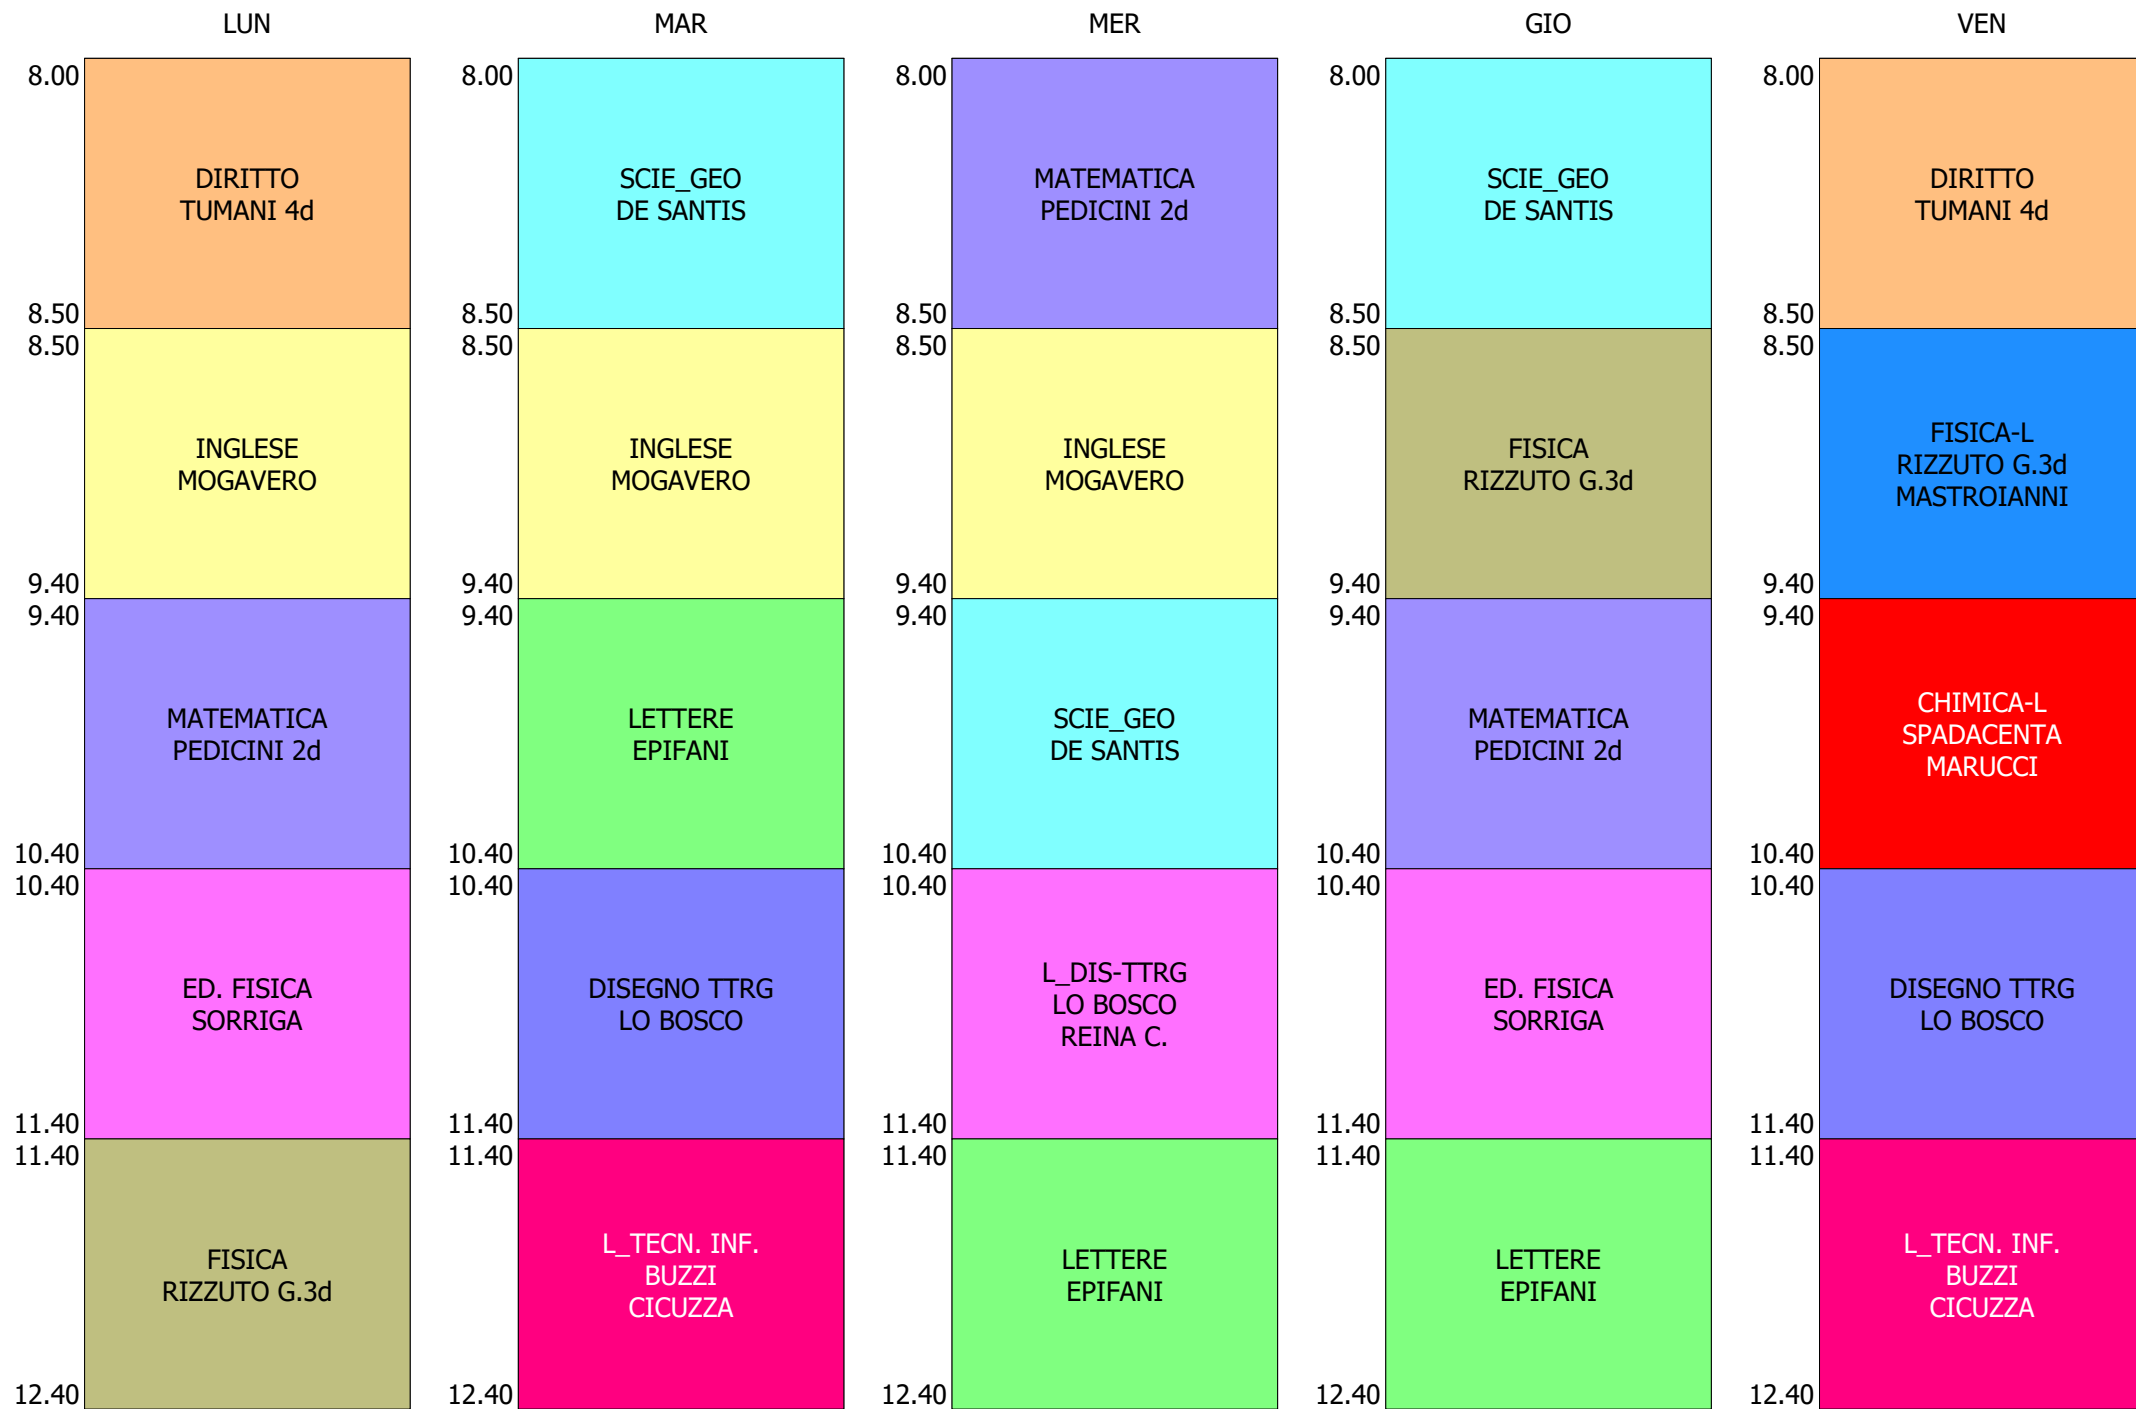 LUN
MAR
MER
GIO
VEN
8.00
DIRITTO
TUMANI 4d
8.50
8.00
SCIE_GEO
DE SANTIS
8.50
8.00
MATEMATICA
PEDICINI 2d
8.50
8.00
SCIE_GEO
DE SANTIS
8.50
8.00
DIRITTO
TUMANI 4d
8.50
8.50
INGLESE
MOGAVERO
9.40
8.50
INGLESE
MOGAVERO
9.40
8.50
INGLESE
MOGAVERO
9.40
8.50
FISICA
RIZZUTO G.3d
9.40
8.50
FISICA-L
RIZZUTO G.3d
MASTROIANNI
9.40
9.40
MATEMATICA
PEDICINI 2d
10.40
9.40
LETTERE
EPIFANI
10.40
9.40
SCIE_GEO
DE SANTIS
10.40
9.40
MATEMATICA
PEDICINI 2d
10.40
9.40
CHIMICA-L
SPADACENTA
MARUCCI
10.40
10.40
ED. FISICA
SORRIGA
11.40
10.40
DISEGNO TTRG
LO BOSCO
11.40
10.40
L_DIS-TTRG
LO BOSCO
REINA C.
11.40
10.40
ED. FISICA
SORRIGA
11.40
10.40
DISEGNO TTRG
LO BOSCO
11.40
11.40
FISICA
RIZZUTO G.3d
12.40
11.40
L_TECN. INF.
BUZZI
CICUZZA
12.40
11.40
LETTERE
EPIFANI
12.40
11.40
LETTERE
EPIFANI
12.40
11.40
L_TECN. INF.
BUZZI
CICUZZA
12.40